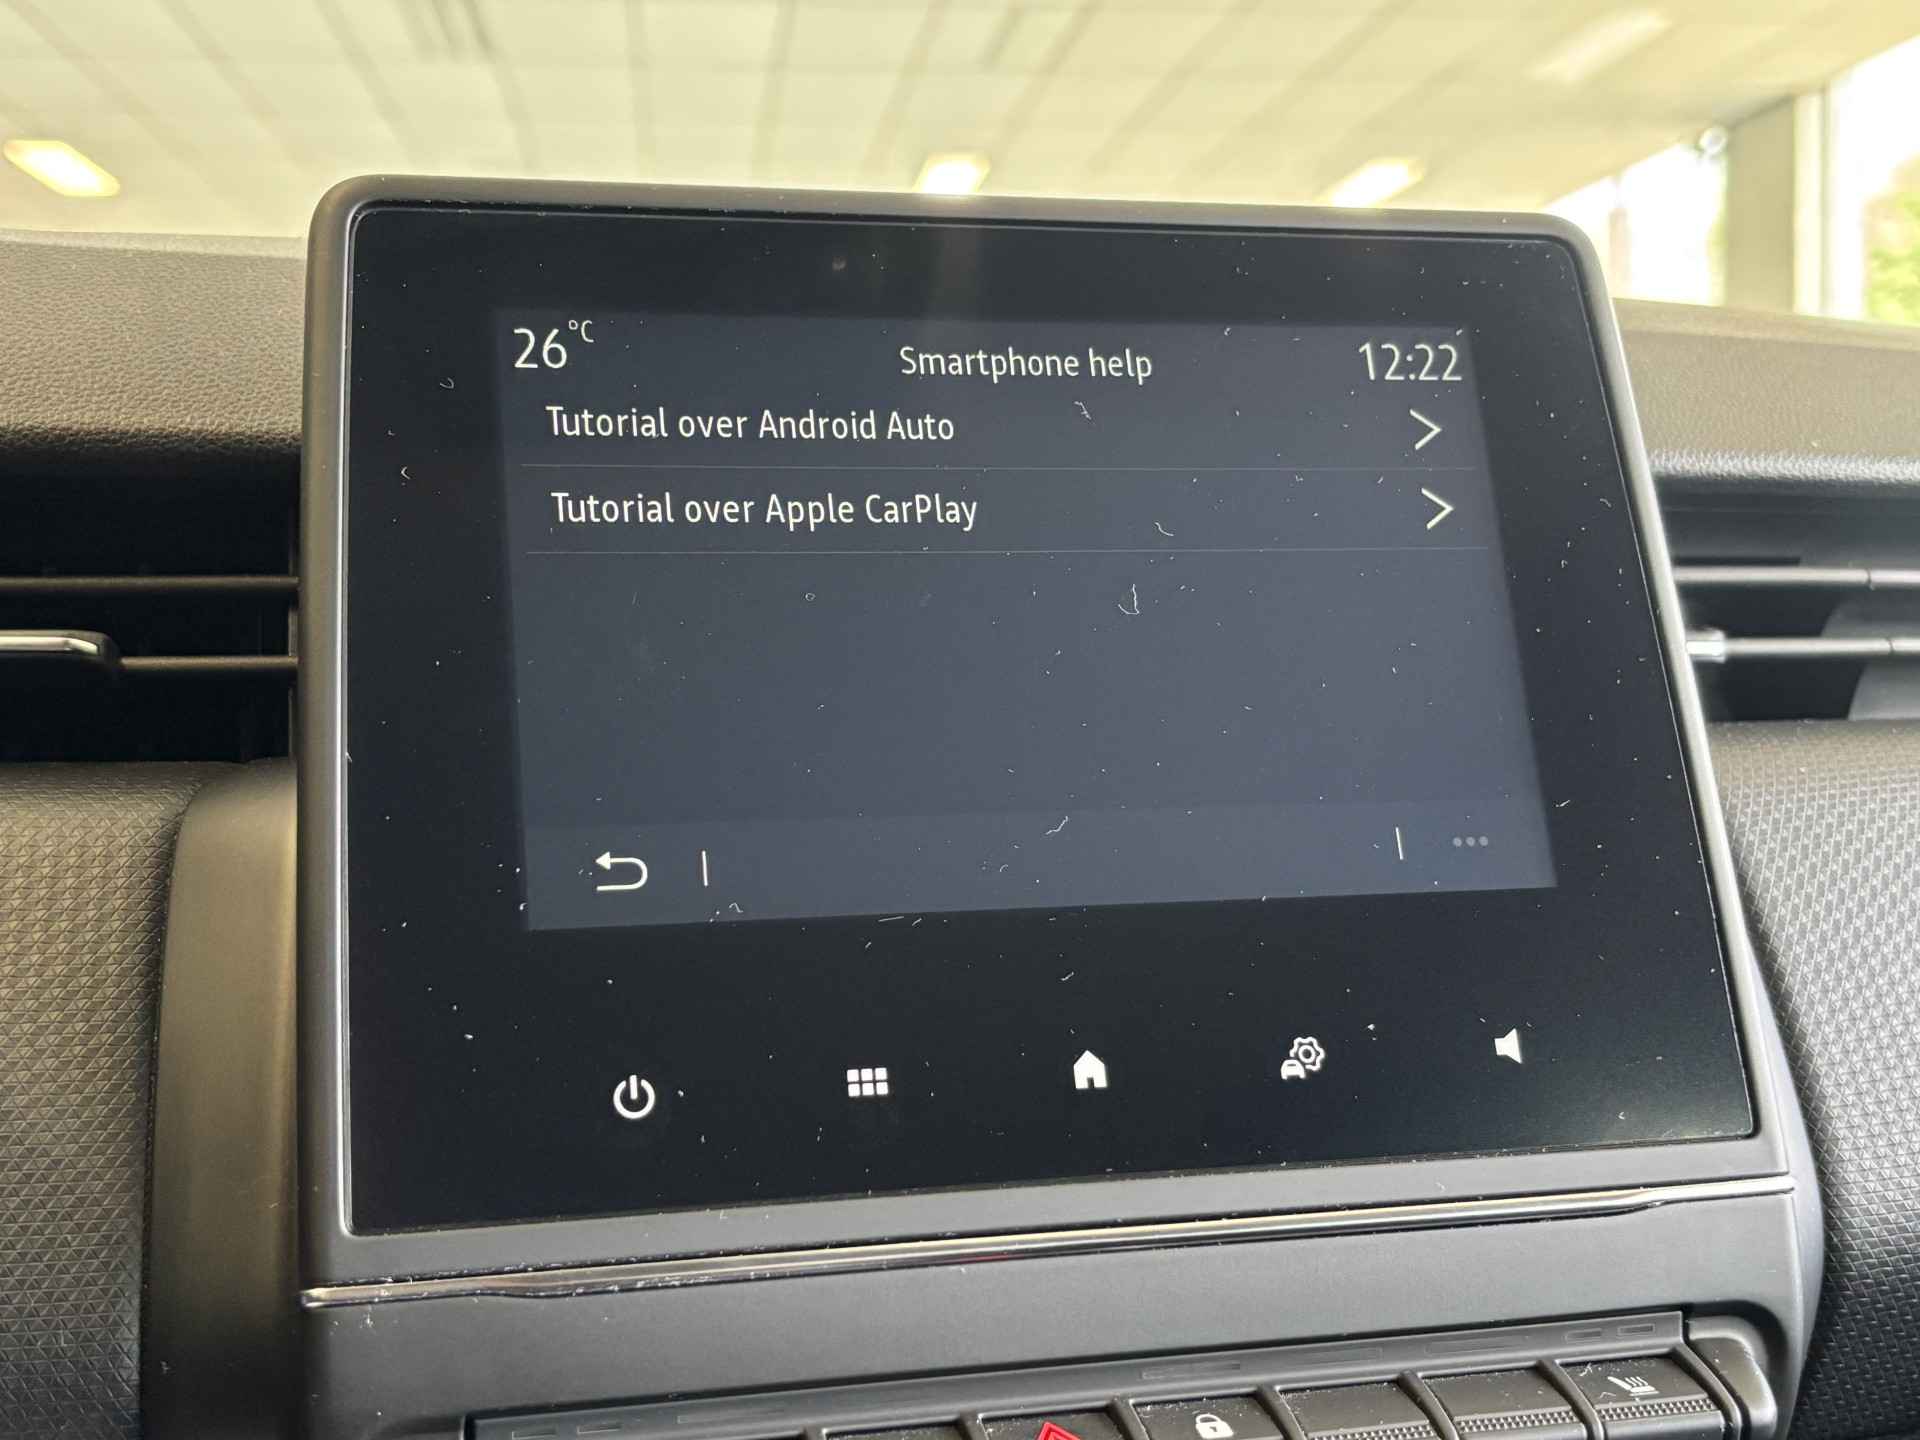 26°C
Smartphone help
12:22
Tutorial over Android Auto
Tutorial over Apple CarPlay